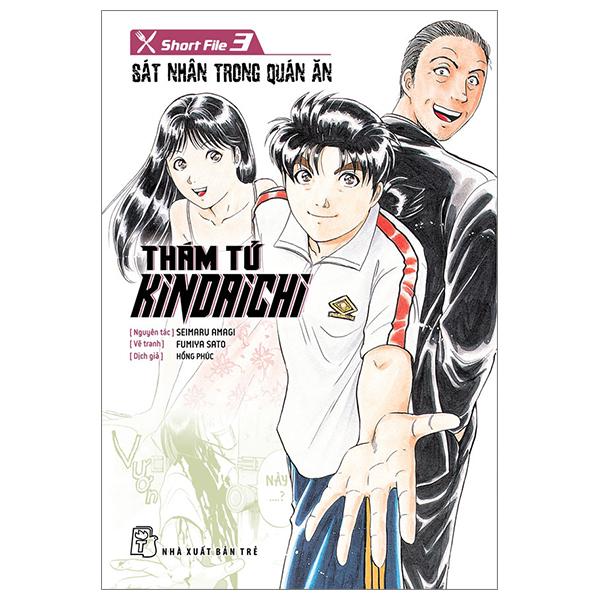 Short File 3
SÁT NHÂN TRONG QUÁN ĂN
THÁM TỬ
KINDAICHI
[ Nguyên tác ] SEIMARU AMAGI
[ Vẽ tranh ] FUMIYA SATO
[ Dịch giả ] HỒNG PHÚC
VƯƠN
NÀY
....?
NHÀ XUẤT BẢN TRẺ